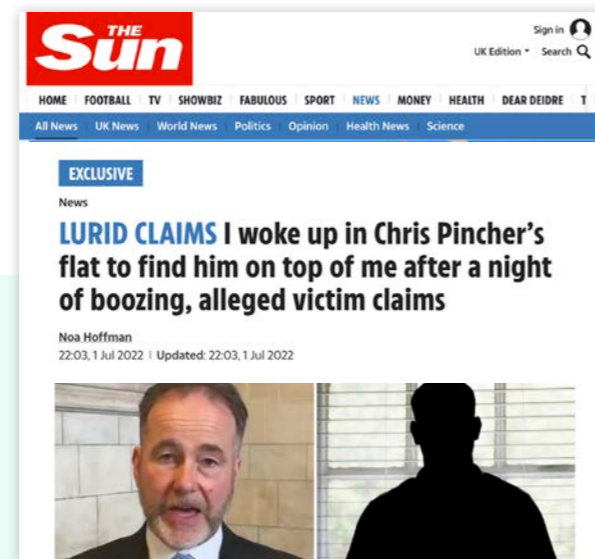 THE
Sun
Sign in
UK Edition Search
HOME FOOTBALL TV SHOWBIZ FABULOUS SPORT NEWS MONEY HEALTH DEAR DEIDRE T
All News UK News World News Politics Opinion Health News Science
EXCLUSIVE
News
LURID CLAIMS I woke up in Chris Pincher's
flat to find him on top of me after a night
of boozing, alleged victim claims
Noa Hoffman
22:03, 1 Jul 2022 | Updated: 22:03, 1 Jul 2022